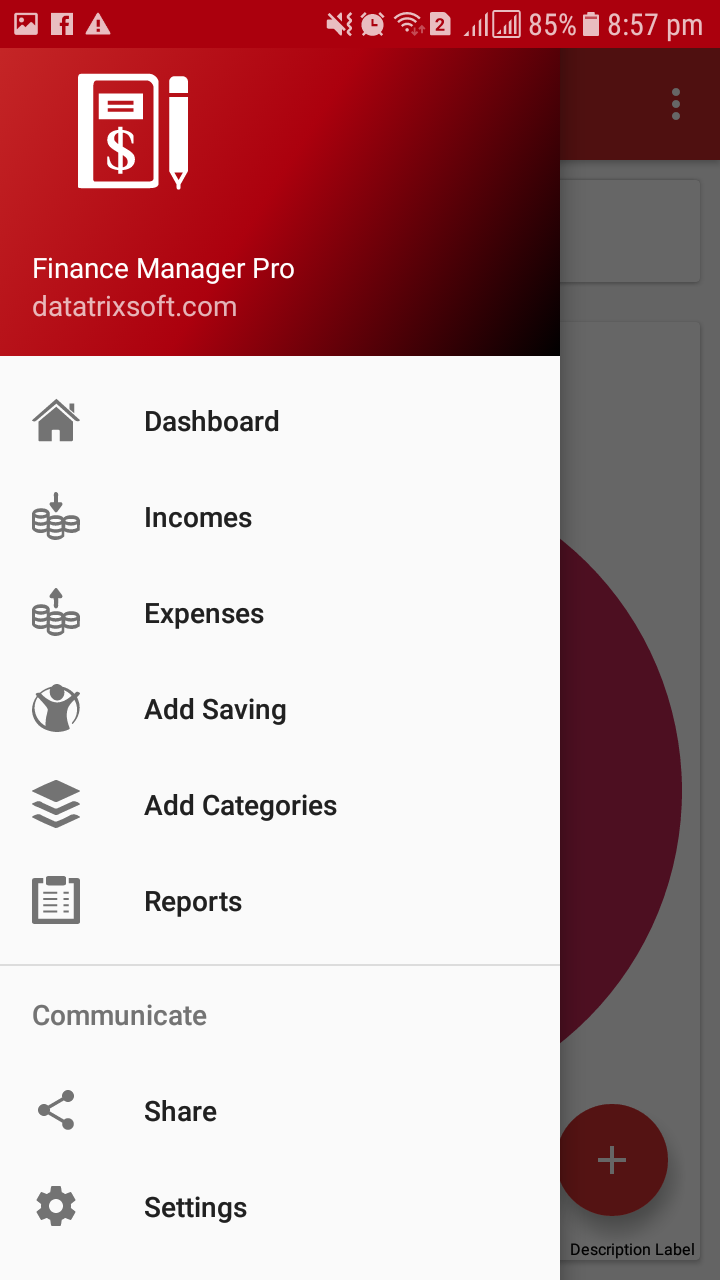 2 85% 8:57 pm
$
Finance Manager Pro
datatrixsoft.com
Dashboard
Incomes
Expenses
Add Saving
Add Categories
Reports
Communicate
Share
Settings
Description Label